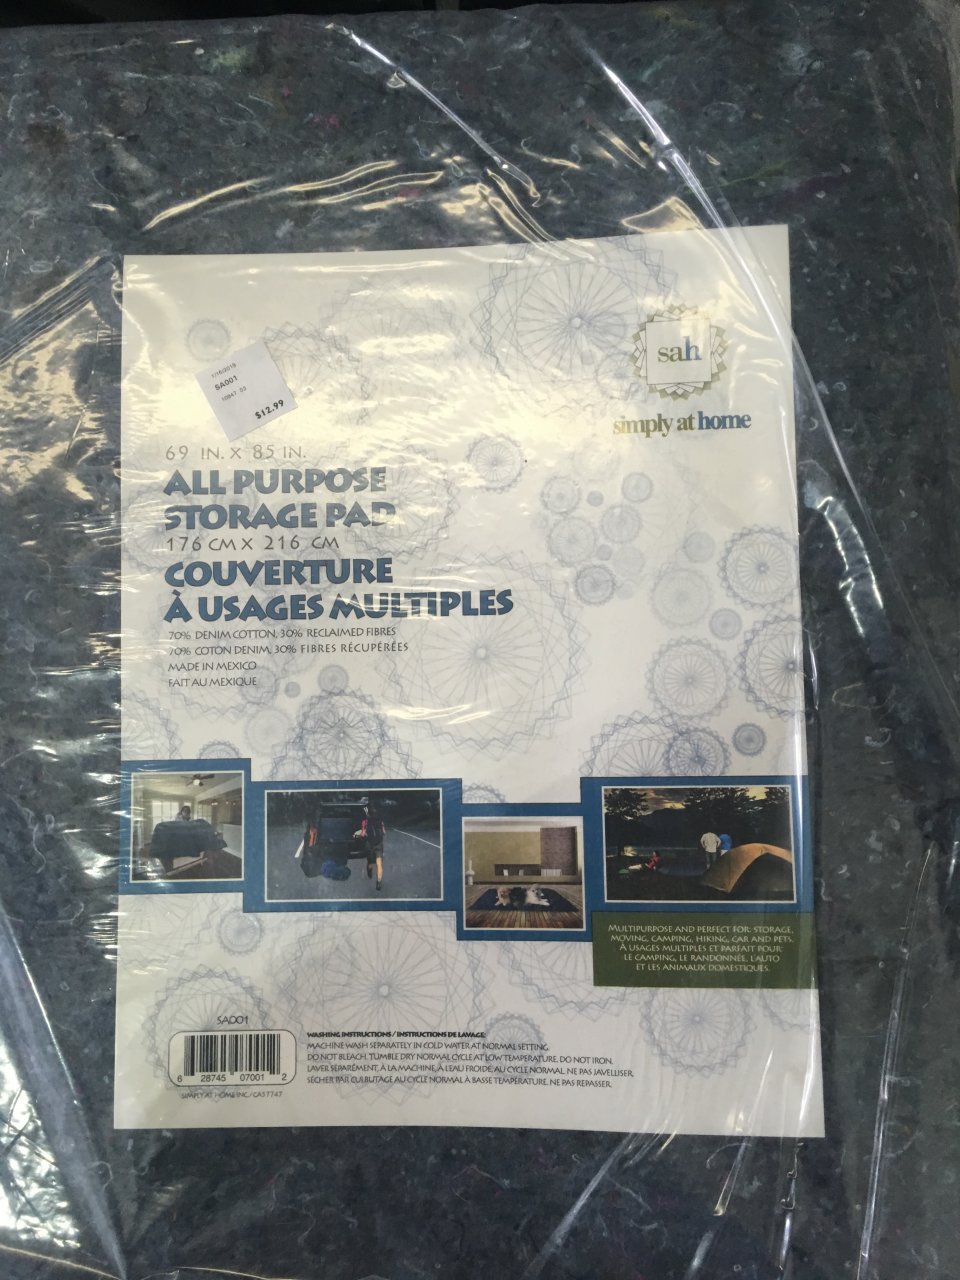 sah
simply at home
1/16/2019
SA001
10847 03
$12.99
69 IN. X 85 IN.
ALL PURPOSE
STORAGE PAD
176 CM X 216 CM
COUVERTURE
À USAGES MULTIPLES
70% DENIM COTTON, 30% RECLAIMED FIBRES
70% COTON DENIM, 30% FIBRES RÉCUPÉRÉES
MADE IN MEXICO
FAIT AU MEXIQUE
MULTIPURPOSE AND PERFECT FOR: STORAGE,
MOVING, CAMPING, HIKING, CAR AND PETS.
À USAGES MULTIPLES ET PARFAIT POUR:
LE CAMPING, LE RANDONNÉE, L'AUTO
ET LES ANIMAUX DOMESTIQUES.
SA001
6 28745 07001 2
SIMPLY AT HOME INC. / CA57747
WASHING INSTRUCTIONS / INSTRUCTIONS DE LAVAGE:
MACHINE WASH SEPARATELY IN COLD WATER AT NORMAL SETTING.
DO NOT BLEACH. TUMBLE DRY NORMAL CYCLE AT LOW TEMPERATURE. DO NOT IRON.
LAVER SEPARÉMENT, À LA MACHINE, À L'EAU FROIDE, AU CYCLE NORMAL. NE PAS JAVELLISER.
SÉCHER PAR CULBUTAGE AU CYCLE NORMAL À BASSE TEMPÉRATURE. NE PAS REPASSER.